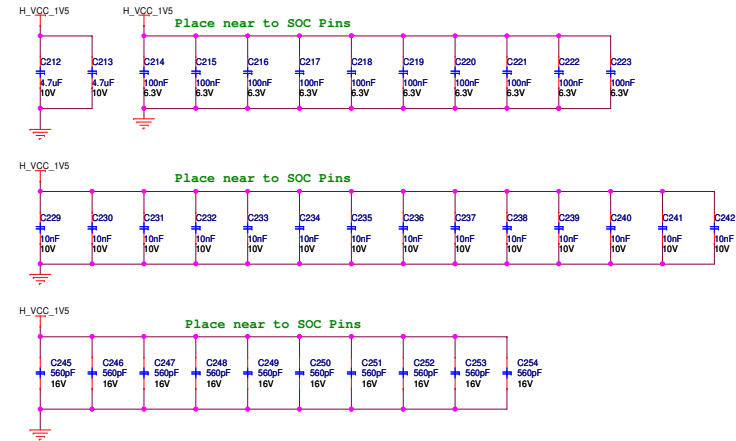 H_VCC_1V5 H_VCC_1V5
Place near to SOC Pins
C212 C213 C214 C215 C216 C217 C218 C219 C220 C221 C222 C223
4.7uF 4.7uF 100nF 100nF 100nF 100nF 100nF 100nF 100nF 100nF 100nF 100nF
10V 10V 6.3V 6.3V 6.3V 6.3V 6.3V 6.3V 6.3V 6.3V 6.3V 6.3V
H_VCC_1V5
Place near to SOC Pins
C229 C230 C231 C232 C233 C234 C235 C236 C237 C238 C239 C240 C241 C242
10nF 10nF 10nF 10nF 10nF 10nF 10nF 10nF 10nF 10nF 10nF 10nF 10nF 10nF
10V 10V 10V 10V 10V 10V 10V 10V 10V 10V 10V 10V 10V 10V
H_VCC_1V5
Place near to SOC Pins
C245 C246 C247 C248 C249 C250 C251 C252 C253 C254
560pF 560pF 560pF 560pF 560pF 560pF 560pF 560pF 560pF 560pF
16V 16V 16V 16V 16V 16V 16V 16V 16V 16V